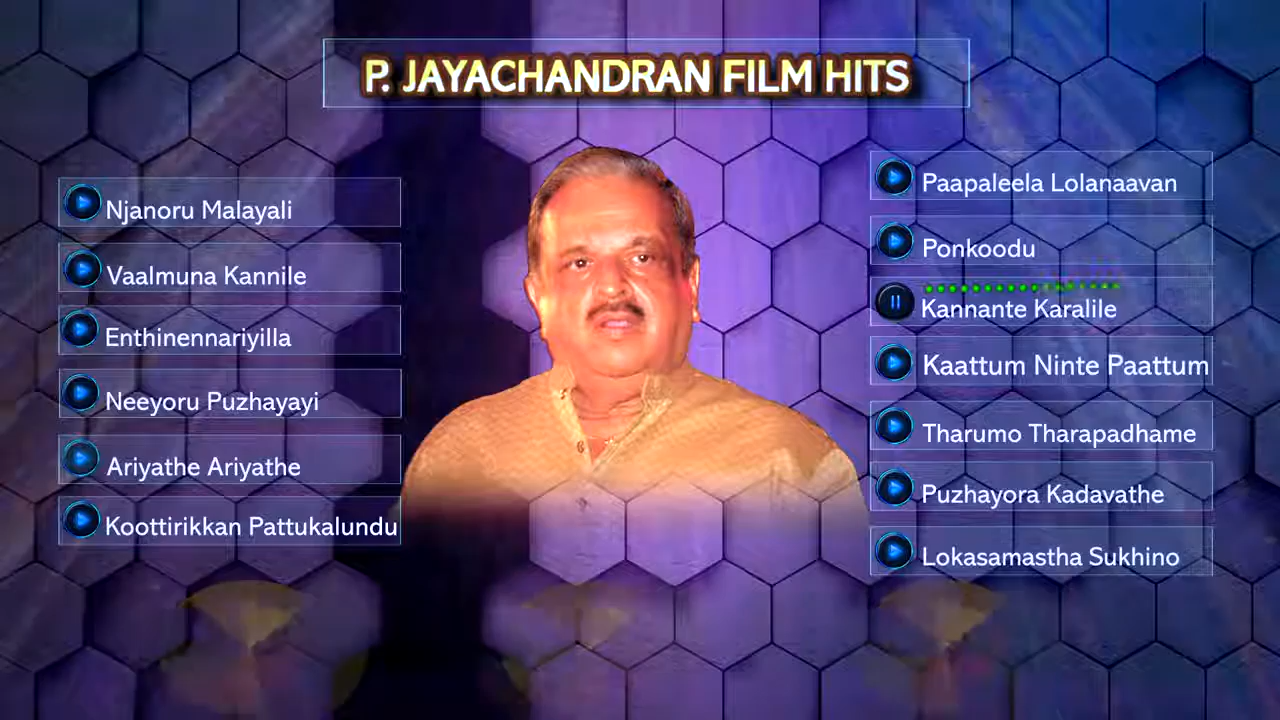 P. JAYACHANDRAN FILM HITS
Njanoru Malayali
Vaalmuna Kannile
Enthinennariyilla
Neeyoru Puzhayayi
Ariyathe Ariyathe
Koottirikkan Pattukalundu
Paapaleela Lolanaavan
Ponkoodu
Kannante Karalile
Kaattum Ninte Paattum
Tharumo Tharapadhame
Puzhayora Kadavathe
Lokasamastha Sukhino